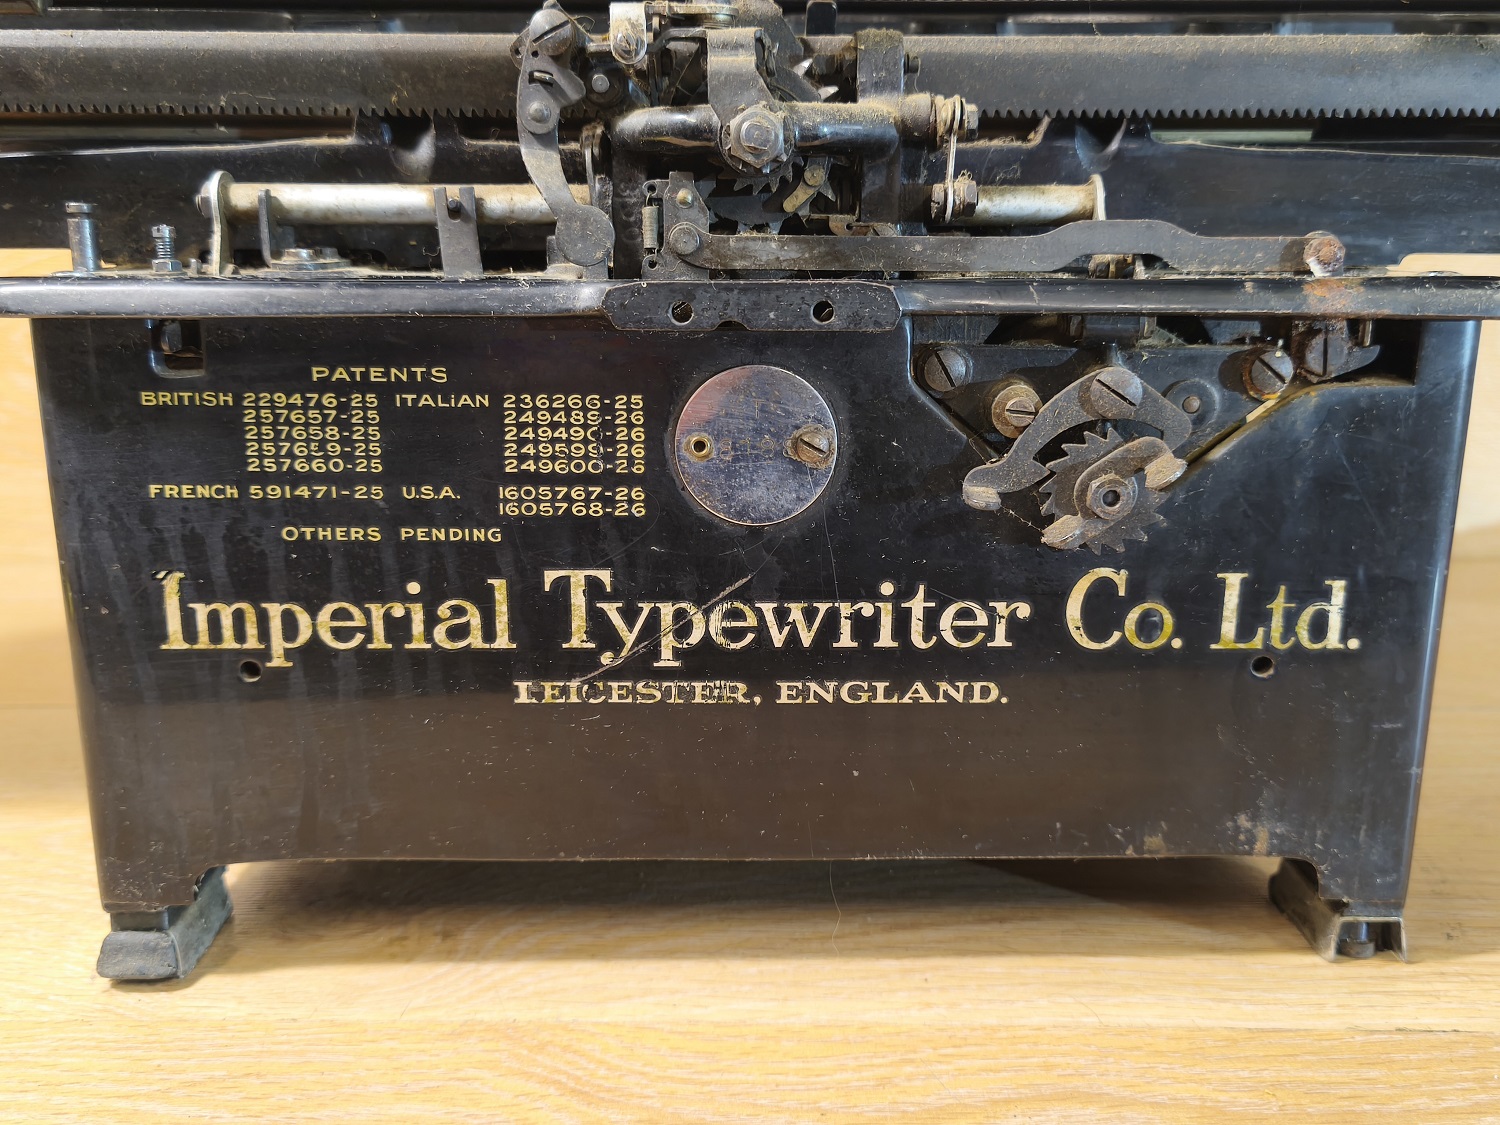 PATENTS
BRITISH 229476-25 ITALIAN 236266-25
257657-25 249489-26
257658-25 249490-26
257659-25 249599-26
257660-25 249600-26
FRENCH 591471-25 U.S.A. 1605767-26
1605768-26
OTHERS PENDING
Imperial Typewriter Co. Ltd.
LEICESTER, ENGLAND.